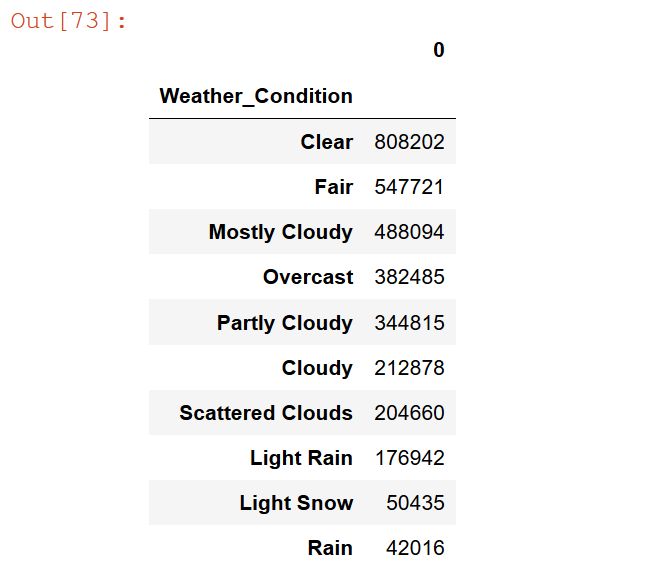 Out[73]:
0
Weather_Condition
Clear 808202
Fair 547721
Mostly Cloudy 488094
Overcast 382485
Partly Cloudy 344815
Cloudy 212878
Scattered Clouds 204660
Light Rain 176942
Light Snow 50435
Rain 42016